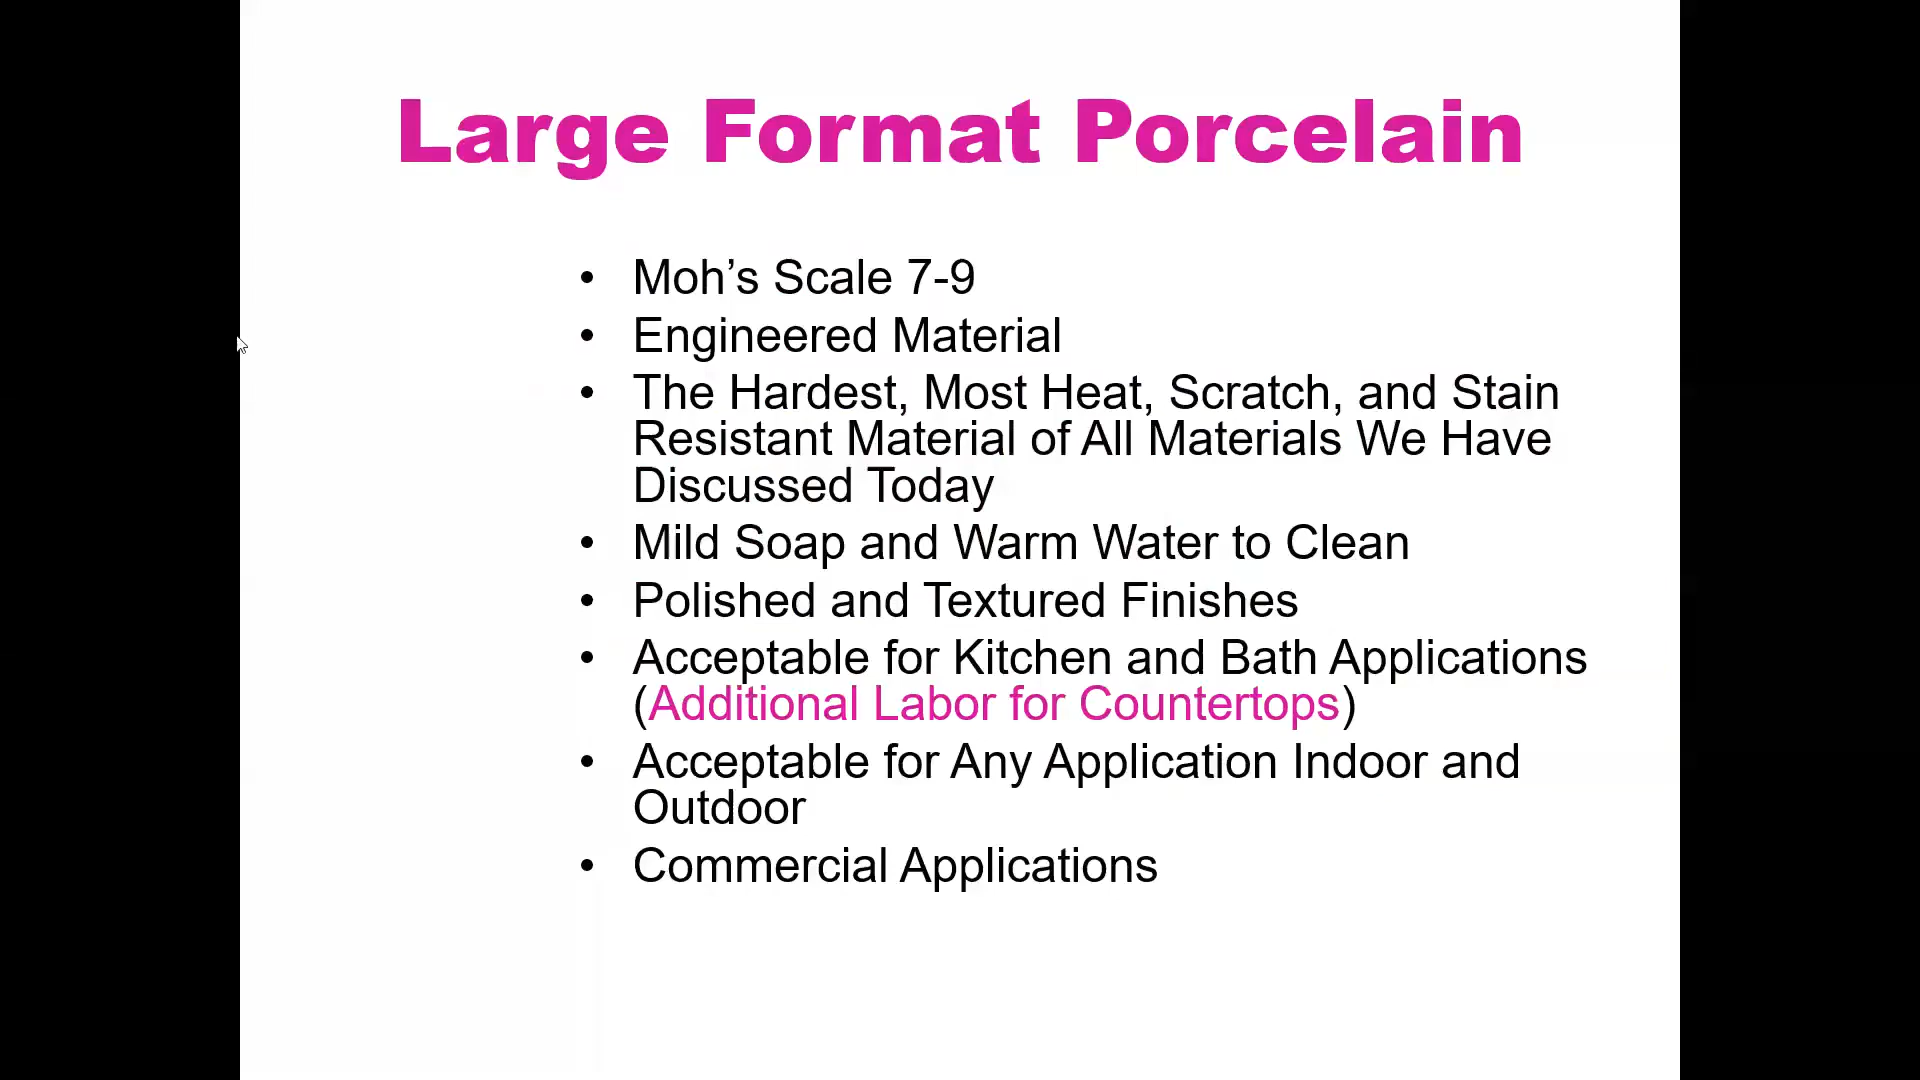 Large Format Porcelain
• Moh’s Scale 7-9
• Engineered Material
• The Hardest, Most Heat, Scratch, and Stain
Resistant Material of All Materials We Have
Discussed Today
• Mild Soap and Warm Water to Clean
• Polished and Textured Finishes
• Acceptable for Kitchen and Bath Applications
(Additional Labor for Countertops)
• Acceptable for Any Application Indoor and
Outdoor
• Commercial Applications